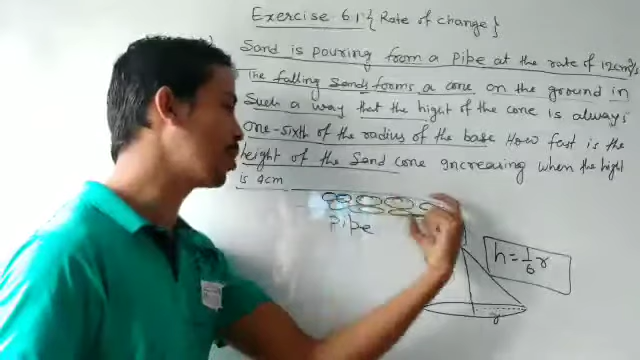 Exercise 6.1 { Rate of change }
Sand is pouring from a pipe at the rate of 12cm³/s
The falling sands forms a cone on the ground in
Such a way that the hight of the cone is always
one-sixth of the radius of the base How fast is the
height of the Sand cone increasing when the hight
is 4cm
pipe
h = 1/6 r
r